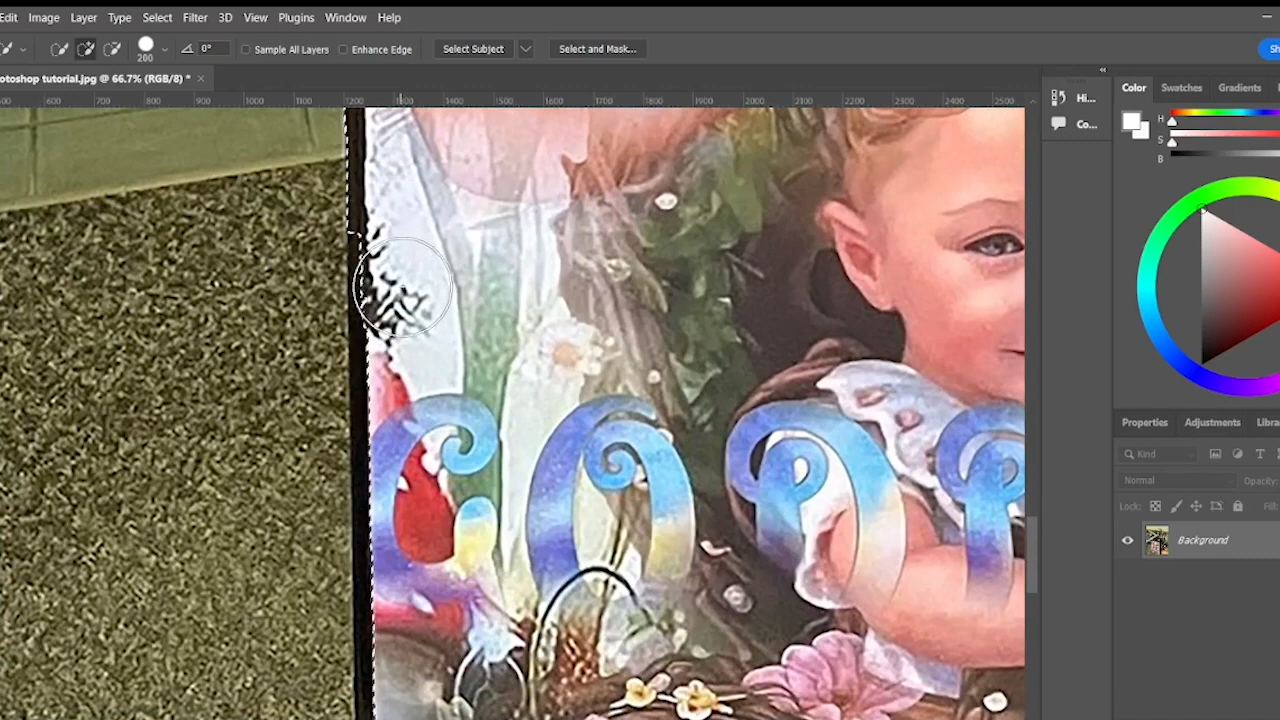 Edit Image Layer Type Select Filter 3D View Plugins Window Help
200 0° Sample All Layers Enhance Edge Select Subject Select and Mask... Sh
otoshop tutorial.jpg @ 66.7% (RGB/8) * ×
600 700 800 900 1000 1100 1200 1300 1400 1500 1600 1700 1800 1900 2000 2100 2200 2300 2400 2500
Hi...
Co...
Color Swatches Gradients
H
S
B
Properties Adjustments Libra
Kind
Normal Opacity:
Lock: Fill
Background